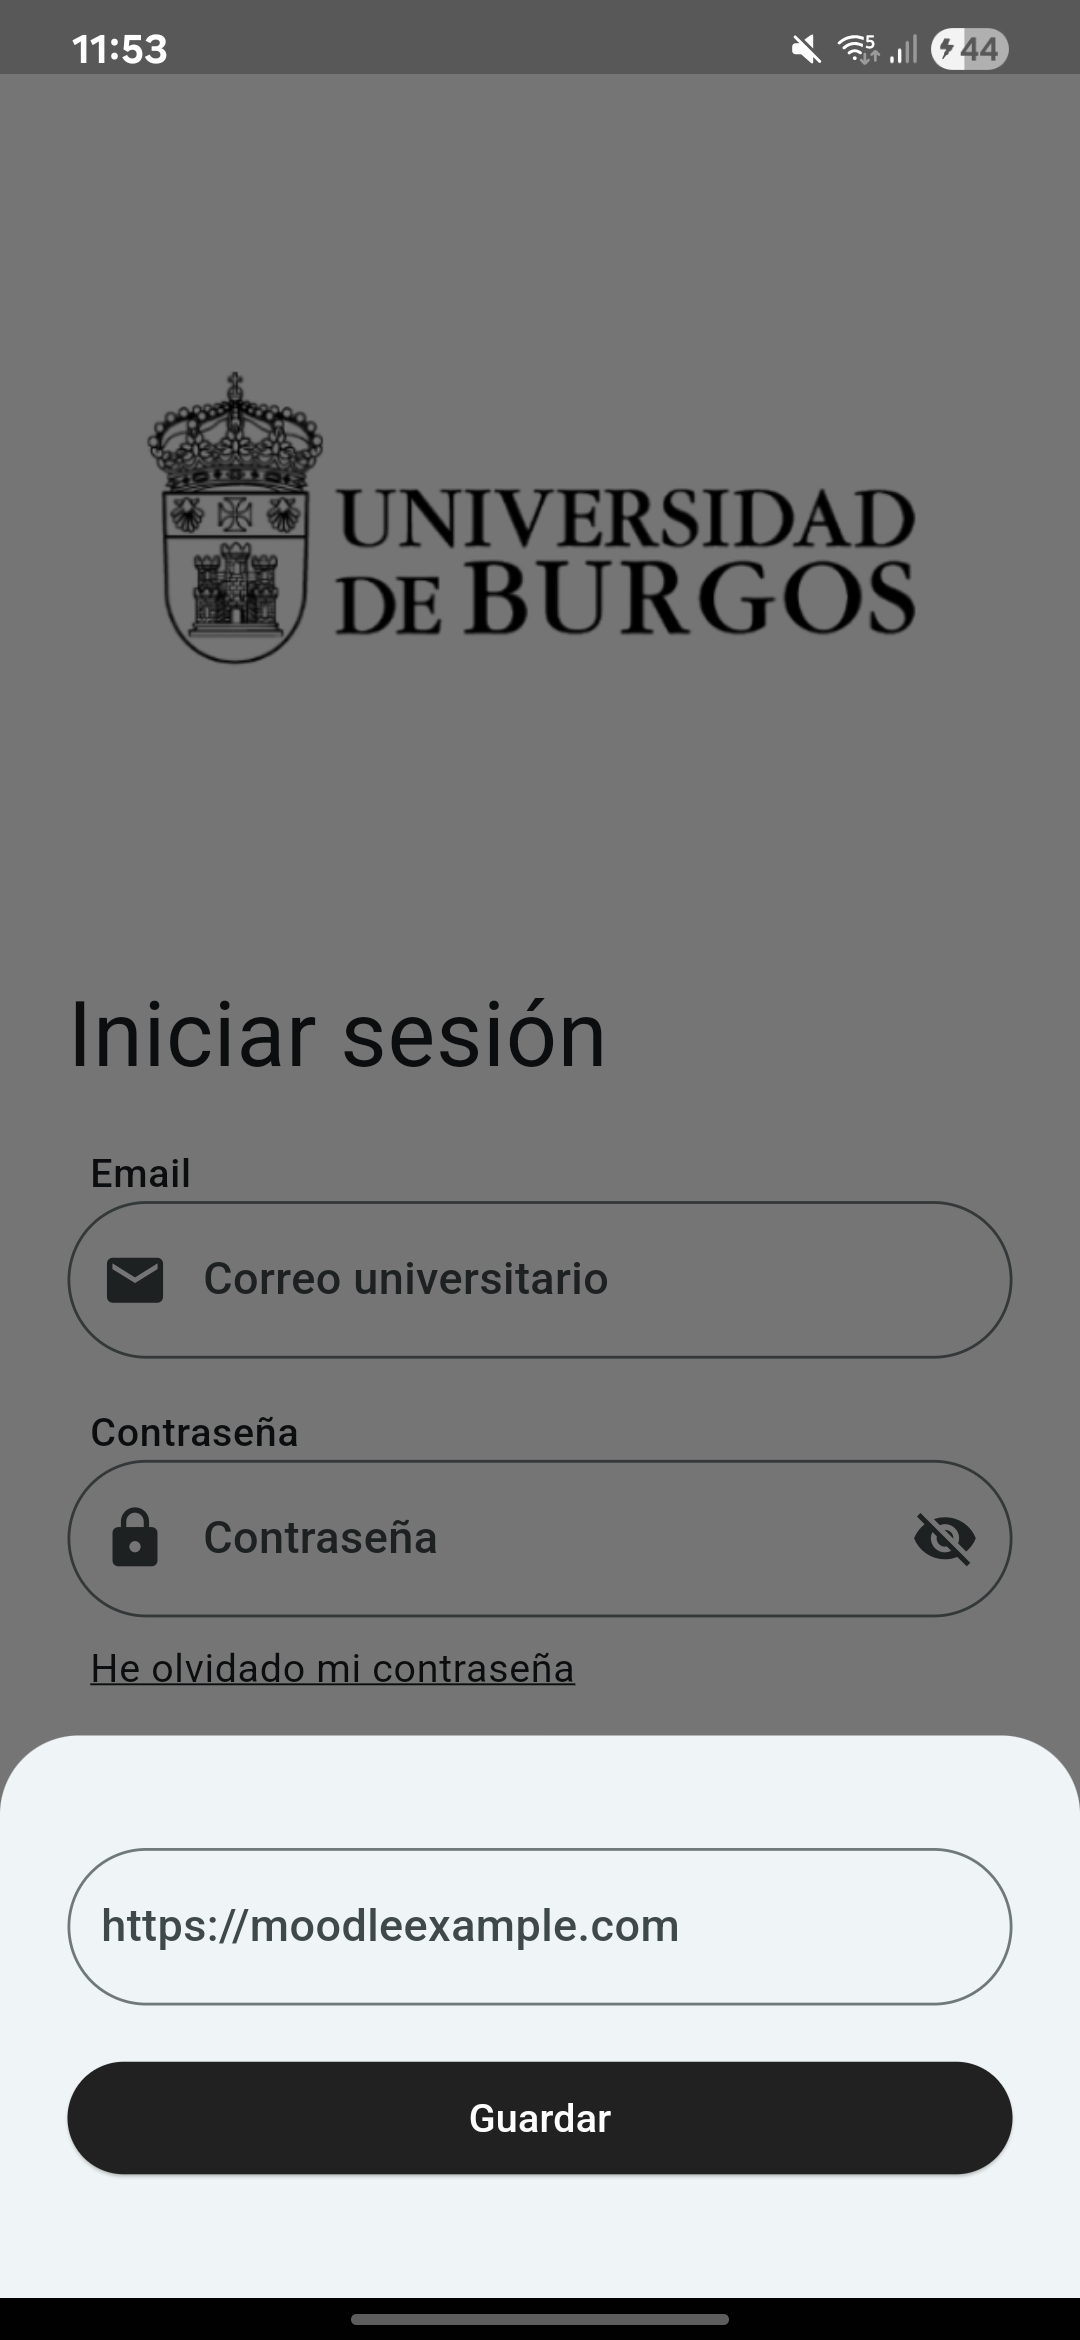 11:53
5
44
UNIVERSIDAD
DE BURGOS
Iniciar sesión
Email
Correo universitario
Contraseña
Contraseña
He olvidado mi contraseña
https://moodleexample.com
Guardar